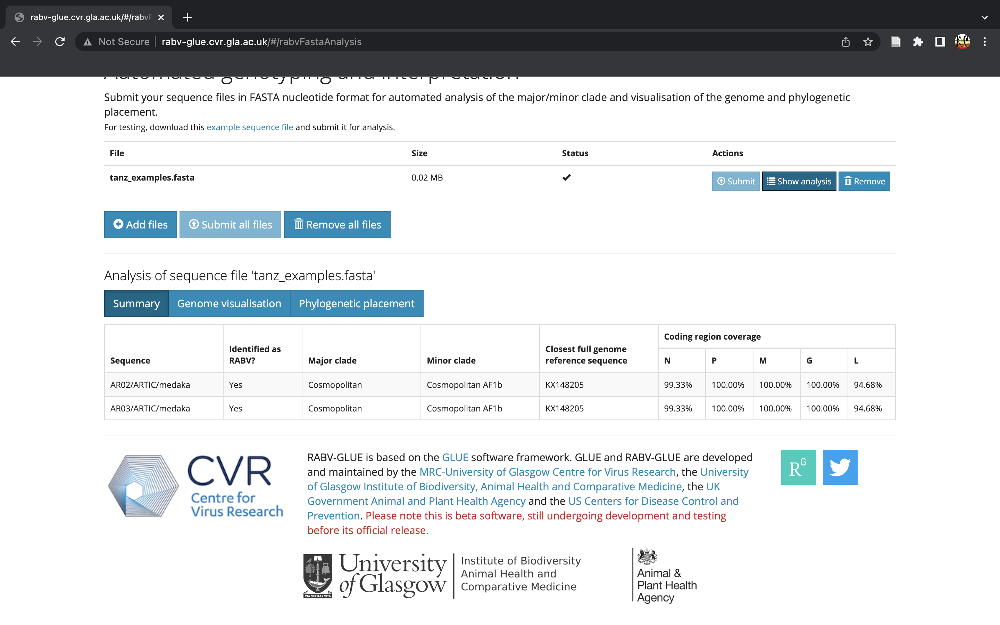 rabv-glue.cvr.gla.ac.uk/#/rabvF
Not Secure rabv-glue.cvr.gla.ac.uk/#/rabvFastaAnalysis
Automated genotyping and interpretation
Submit your sequence files in FASTA nucleotide format for automated analysis of the major/minor clade and visualisation of the genome and phylogenetic
placement.
For testing, download this example sequence file and submit it for analysis.
File Size Status Actions
tanz_examples.fasta 0.02 MB Submit Show analysis Remove
Add files Submit all files Remove all files
Analysis of sequence file 'tanz_examples.fasta'
Summary Genome visualisation Phylogenetic placement
Coding region coverage
Identified as Closest full genome
Sequence RABV? Major clade Minor clade reference sequence N P M G L
AR02/ARTIC/medaka Yes Cosmopolitan Cosmopolitan AF1b KX148205 99.33% 100.00% 100.00% 100.00% 94.68%
AR03/ARTIC/medaka Yes Cosmopolitan Cosmopolitan AF1b KX148205 99.33% 100.00% 100.00% 100.00% 94.68%
CVR
Centre for
Virus Research
RABV-GLUE is based on the GLUE software framework. GLUE and RABV-GLUE are developed
and maintained by the MRC-University of Glasgow Centre for Virus Research, the University
of Glasgow Institute of Biodiversity, Animal Health and Comparative Medicine, the UK
Government Animal and Plant Health Agency and the US Centers for Disease Control and
Prevention. Please note this is beta software, still undergoing development and testing
before its official release.
RG
University
of Glasgow
VIA VERITAS VITA
Institute of Biodiversity
Animal Health and
Comparative Medicine
Animal &
Plant Health
Agency